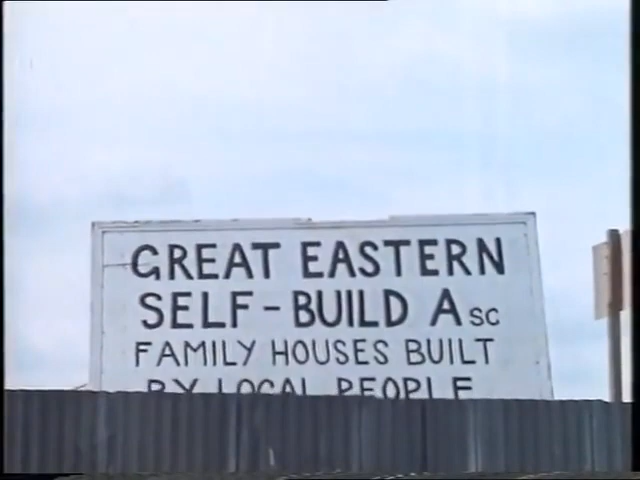 GREAT EASTERN
SELF-BUILD Asc
FAMILY HOUSES BUILT
BY LOCAL PEOPLE